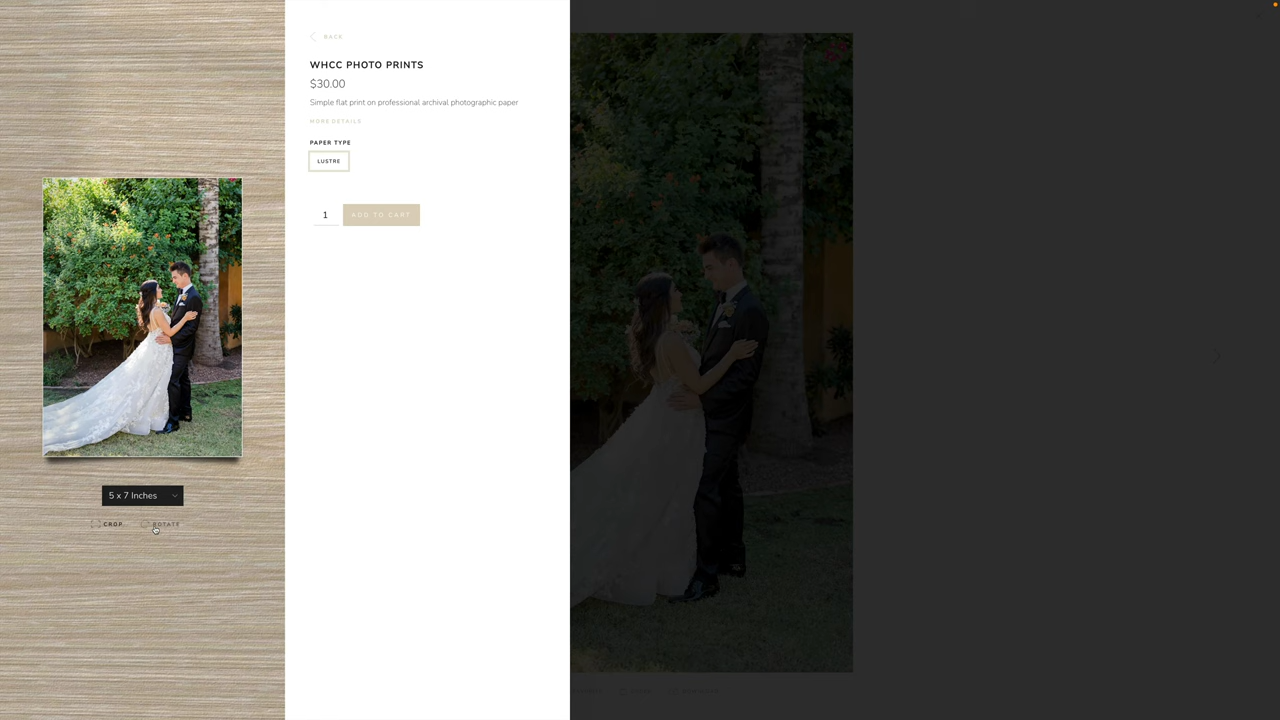 BACK
WHCC PHOTO PRINTS
$30.00
Simple flat print on professional archival photographic paper
MORE DETAILS
PAPER TYPE
LUSTRE
1
ADD TO CART
5 x 7 Inches
CROP
ROTATE